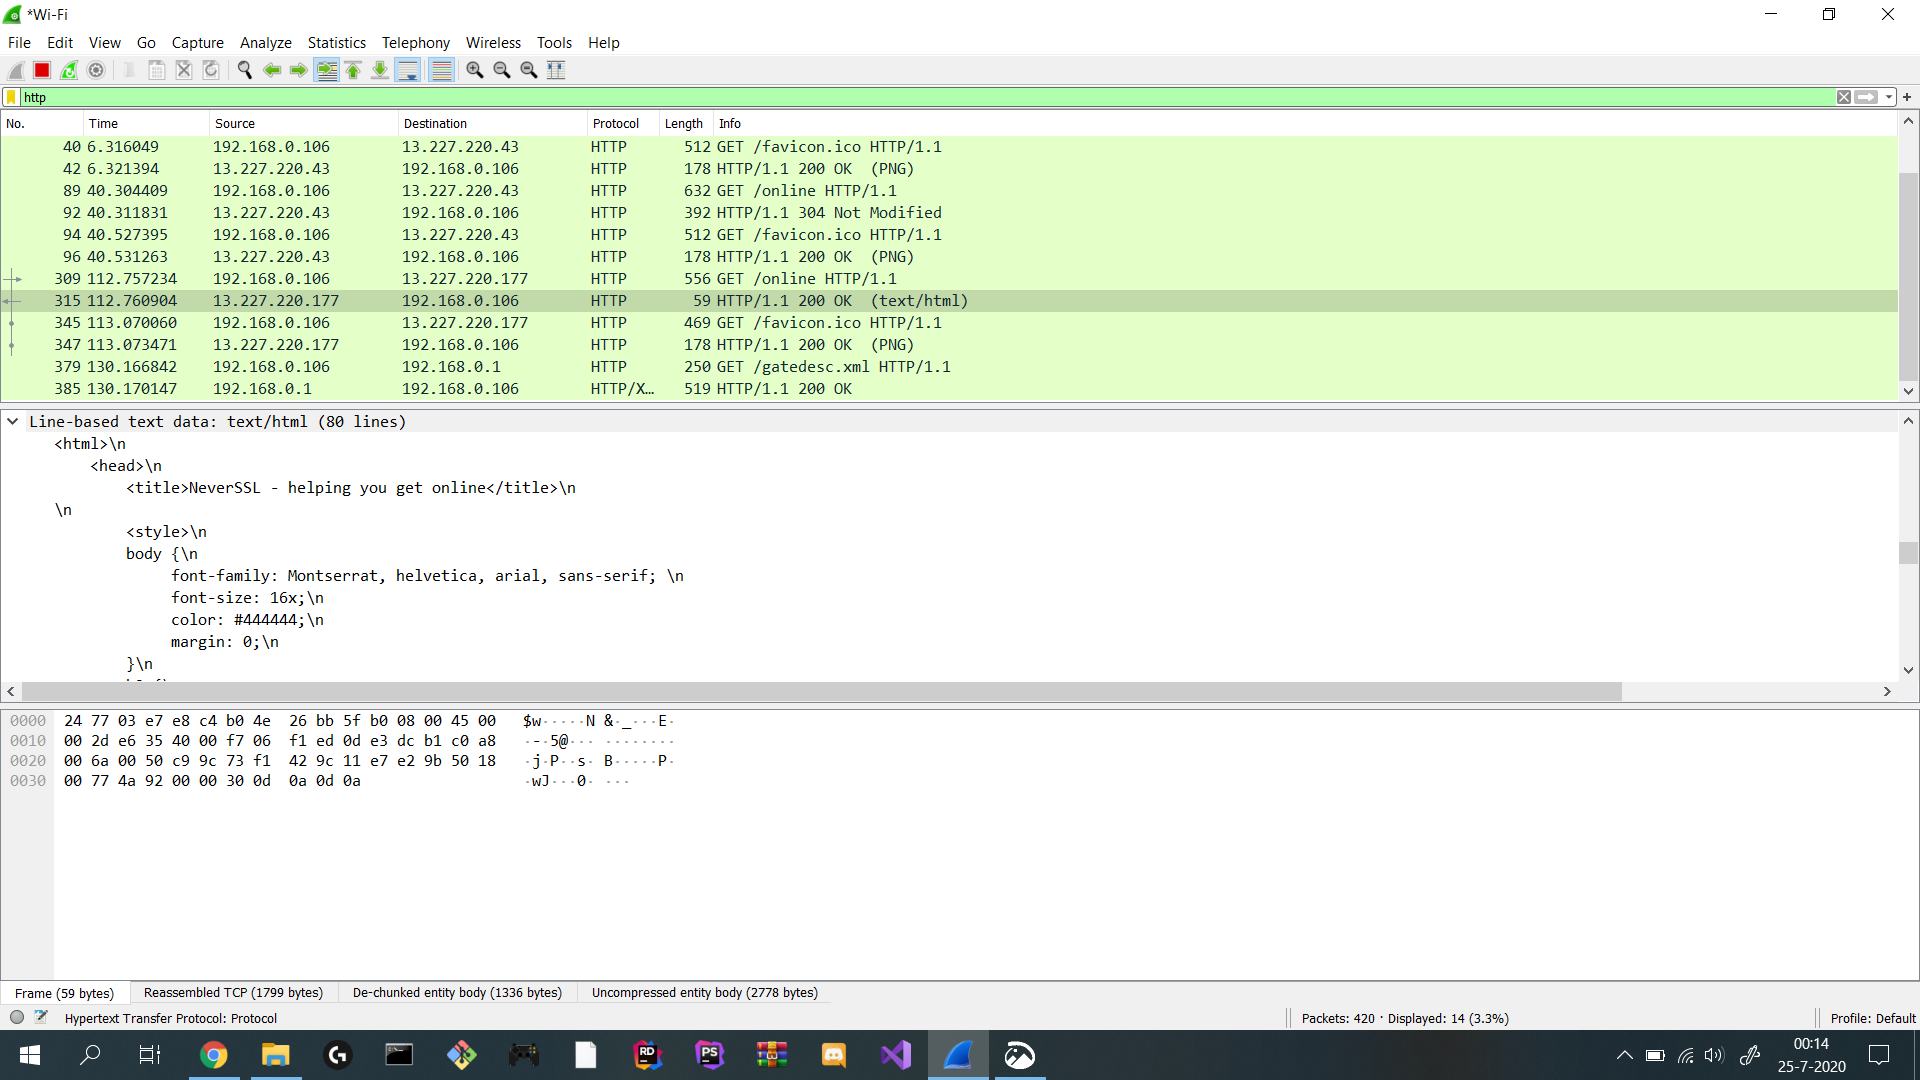 *Wi-Fi
File Edit View Go Capture Analyze Statistics Telephony Wireless Tools Help
http
No. Time Source Destination Protocol Length Info
40 6.316049 192.168.0.106 13.227.220.43 HTTP 512 GET /favicon.ico HTTP/1.1
42 6.321394 13.227.220.43 192.168.0.106 HTTP 178 HTTP/1.1 200 OK  (PNG)
89 40.304409 192.168.0.106 13.227.220.43 HTTP 632 GET /online HTTP/1.1
92 40.311831 13.227.220.43 192.168.0.106 HTTP 392 HTTP/1.1 304 Not Modified
94 40.527395 192.168.0.106 13.227.220.43 HTTP 512 GET /favicon.ico HTTP/1.1
96 40.531263 13.227.220.43 192.168.0.106 HTTP 178 HTTP/1.1 200 OK  (PNG)
309 112.757234 192.168.0.106 13.227.220.177 HTTP 556 GET /online HTTP/1.1
315 112.760904 13.227.220.177 192.168.0.106 HTTP 59 HTTP/1.1 200 OK  (text/html)
345 113.070060 192.168.0.106 13.227.220.177 HTTP 469 GET /favicon.ico HTTP/1.1
347 113.073471 13.227.220.177 192.168.0.106 HTTP 178 HTTP/1.1 200 OK  (PNG)
379 130.166842 192.168.0.106 192.168.0.1 HTTP 250 GET /gatedesc.xml HTTP/1.1
385 130.170147 192.168.0.1 192.168.0.106 HTTP/X… 519 HTTP/1.1 200 OK
Line-based text data: text/html (80 lines)
<html>\n
<head>\n
<title>NeverSSL - helping you get online</title>\n
\n
<style>\n
body {\n
font-family: Montserrat, helvetica, arial, sans-serif; \n
font-size: 16x;\n
color: #444444;\n
margin: 0;\n
}\n
0000 24 77 03 e7 e8 c4 b0 4e 26 bb 5f b0 08 00 45 00 $w·····N &·_···E·
0010 00 2d e6 35 40 00 f7 06 f1 ed 0d e3 dc b1 c0 a8 ·-·5@··· ········
0020 00 6a 00 50 c9 9c 73 f1 42 9c 11 e7 e2 9b 50 18 ·j·P··s· B·····P·
0030 00 77 4a 92 00 00 30 0d 0a 0d 0a ·wJ···0· ···
Frame (59 bytes) Reassembled TCP (1799 bytes) De-chunked entity body (1336 bytes) Uncompressed entity body (2778 bytes)
Hypertext Transfer Protocol: Protocol Packets: 420 · Displayed: 14 (3.3%) Profile: Default
RD PS
00:14
25-7-2020